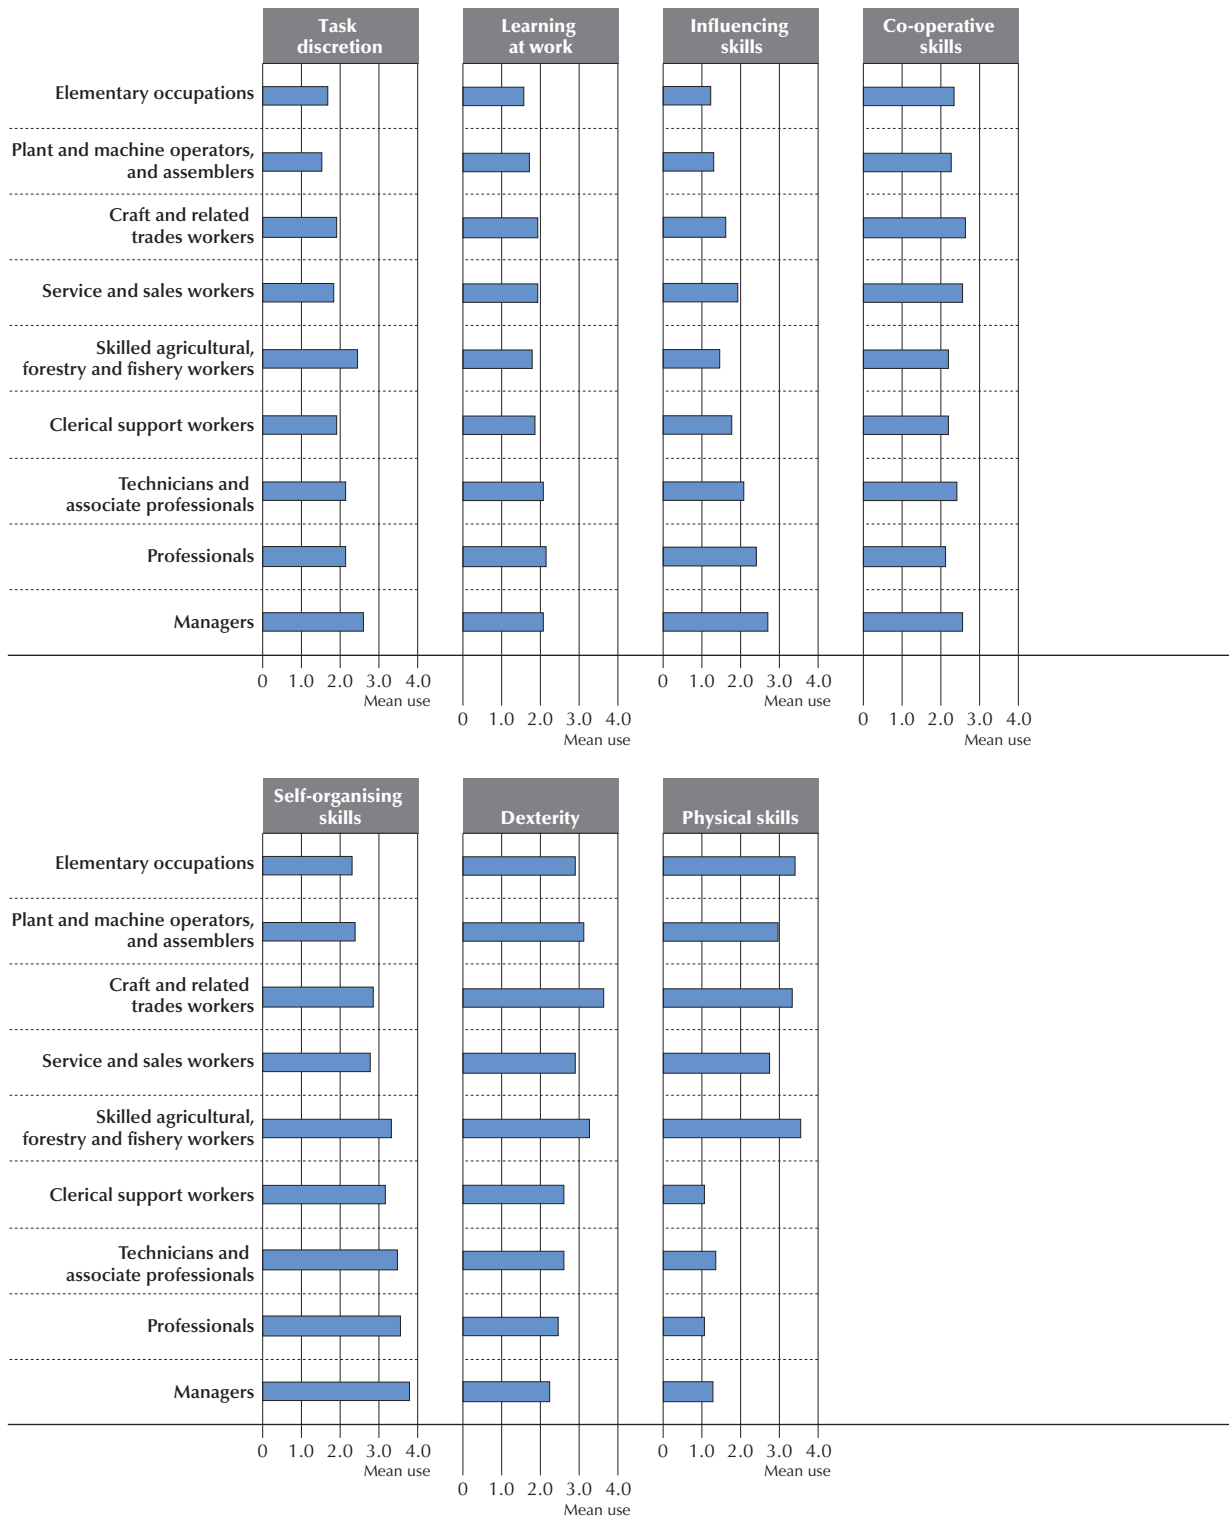 Task
discretion
Learning
at work
Influencing
skills
Co-operative
skills
Elementary occupations
Plant and machine operators,
and assemblers
Craft and related
trades workers
Service and sales workers
Skilled agricultural,
forestry and fishery workers
Clerical support workers
Technicians and
associate professionals
Professionals
Managers
0 1.0 2.0 3.0 4.0
Mean use
0 1.0 2.0 3.0 4.0
Mean use
0 1.0 2.0 3.0 4.0
Mean use
0 1.0 2.0 3.0 4.0
Mean use
Self-organising
skills
Dexterity
Physical skills
Elementary occupations
Plant and machine operators,
and assemblers
Craft and related
trades workers
Service and sales workers
Skilled agricultural,
forestry and fishery workers
Clerical support workers
Technicians and
associate professionals
Professionals
Managers
0 1.0 2.0 3.0 4.0
Mean use
0 1.0 2.0 3.0 4.0
Mean use
0 1.0 2.0 3.0 4.0
Mean use